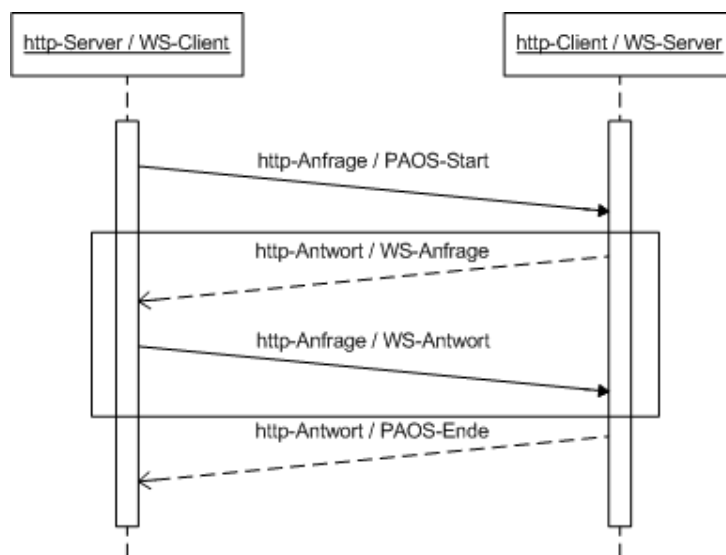 http-Server / WS-Client
http-Client / WS-Server
http-Anfrage / PAOS-Start
http-Antwort / WS-Anfrage
http-Anfrage / WS-Antwort
http-Antwort / PAOS-Ende